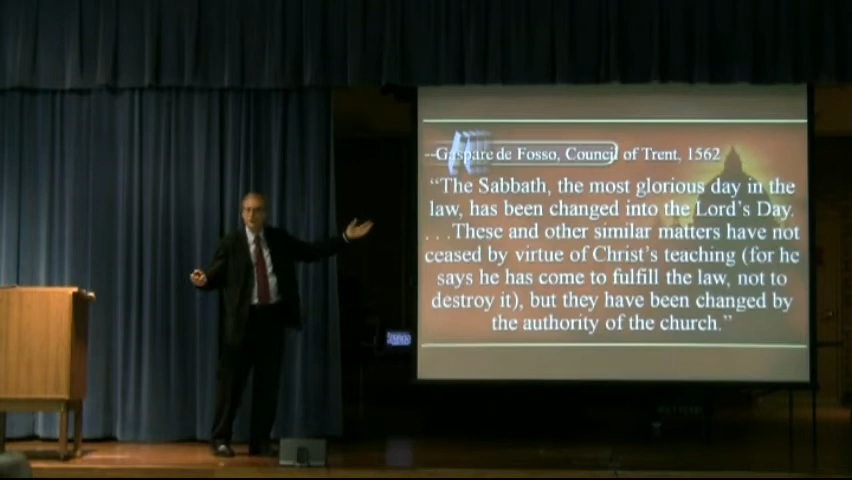 --Gaspare de Fosso, Council of Trent, 1562
“The Sabbath, the most glorious day in the
law, has been changed into the Lord’s Day.
. . .These and other similar matters have not
ceased by virtue of Christ’s teaching (for he
says he has come to fulfill the law, not to
destroy it), but they have been changed by
the authority of the church.”